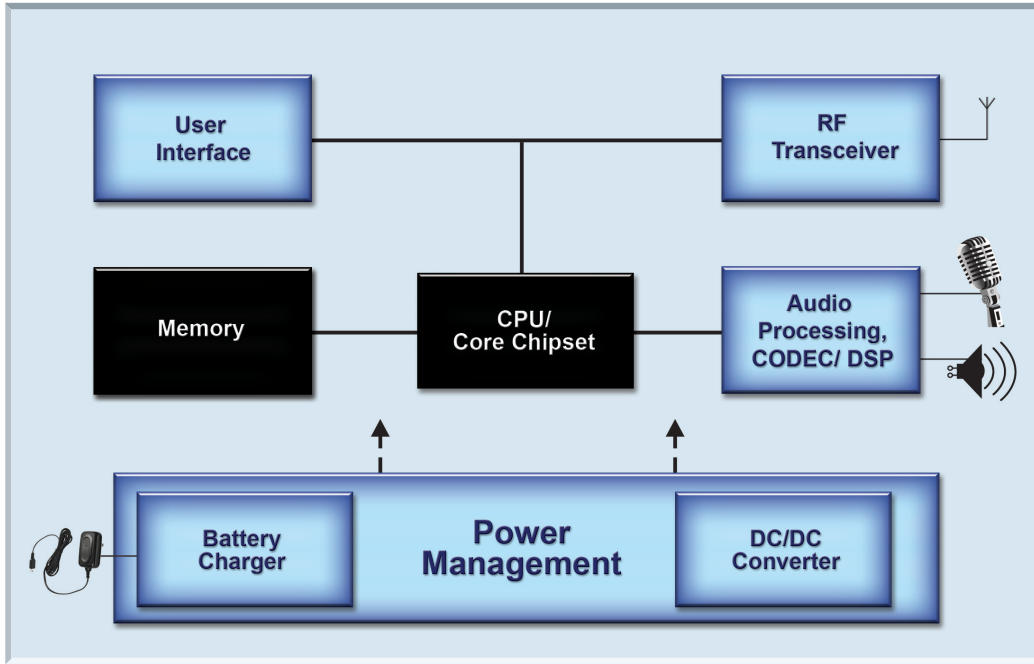 User
Interface
RF
Transceiver
Memory
CPU/
Core Chipset
Audio
Processing,
CODEC/ DSP
Battery
Charger
Power
Management
DC/DC
Converter